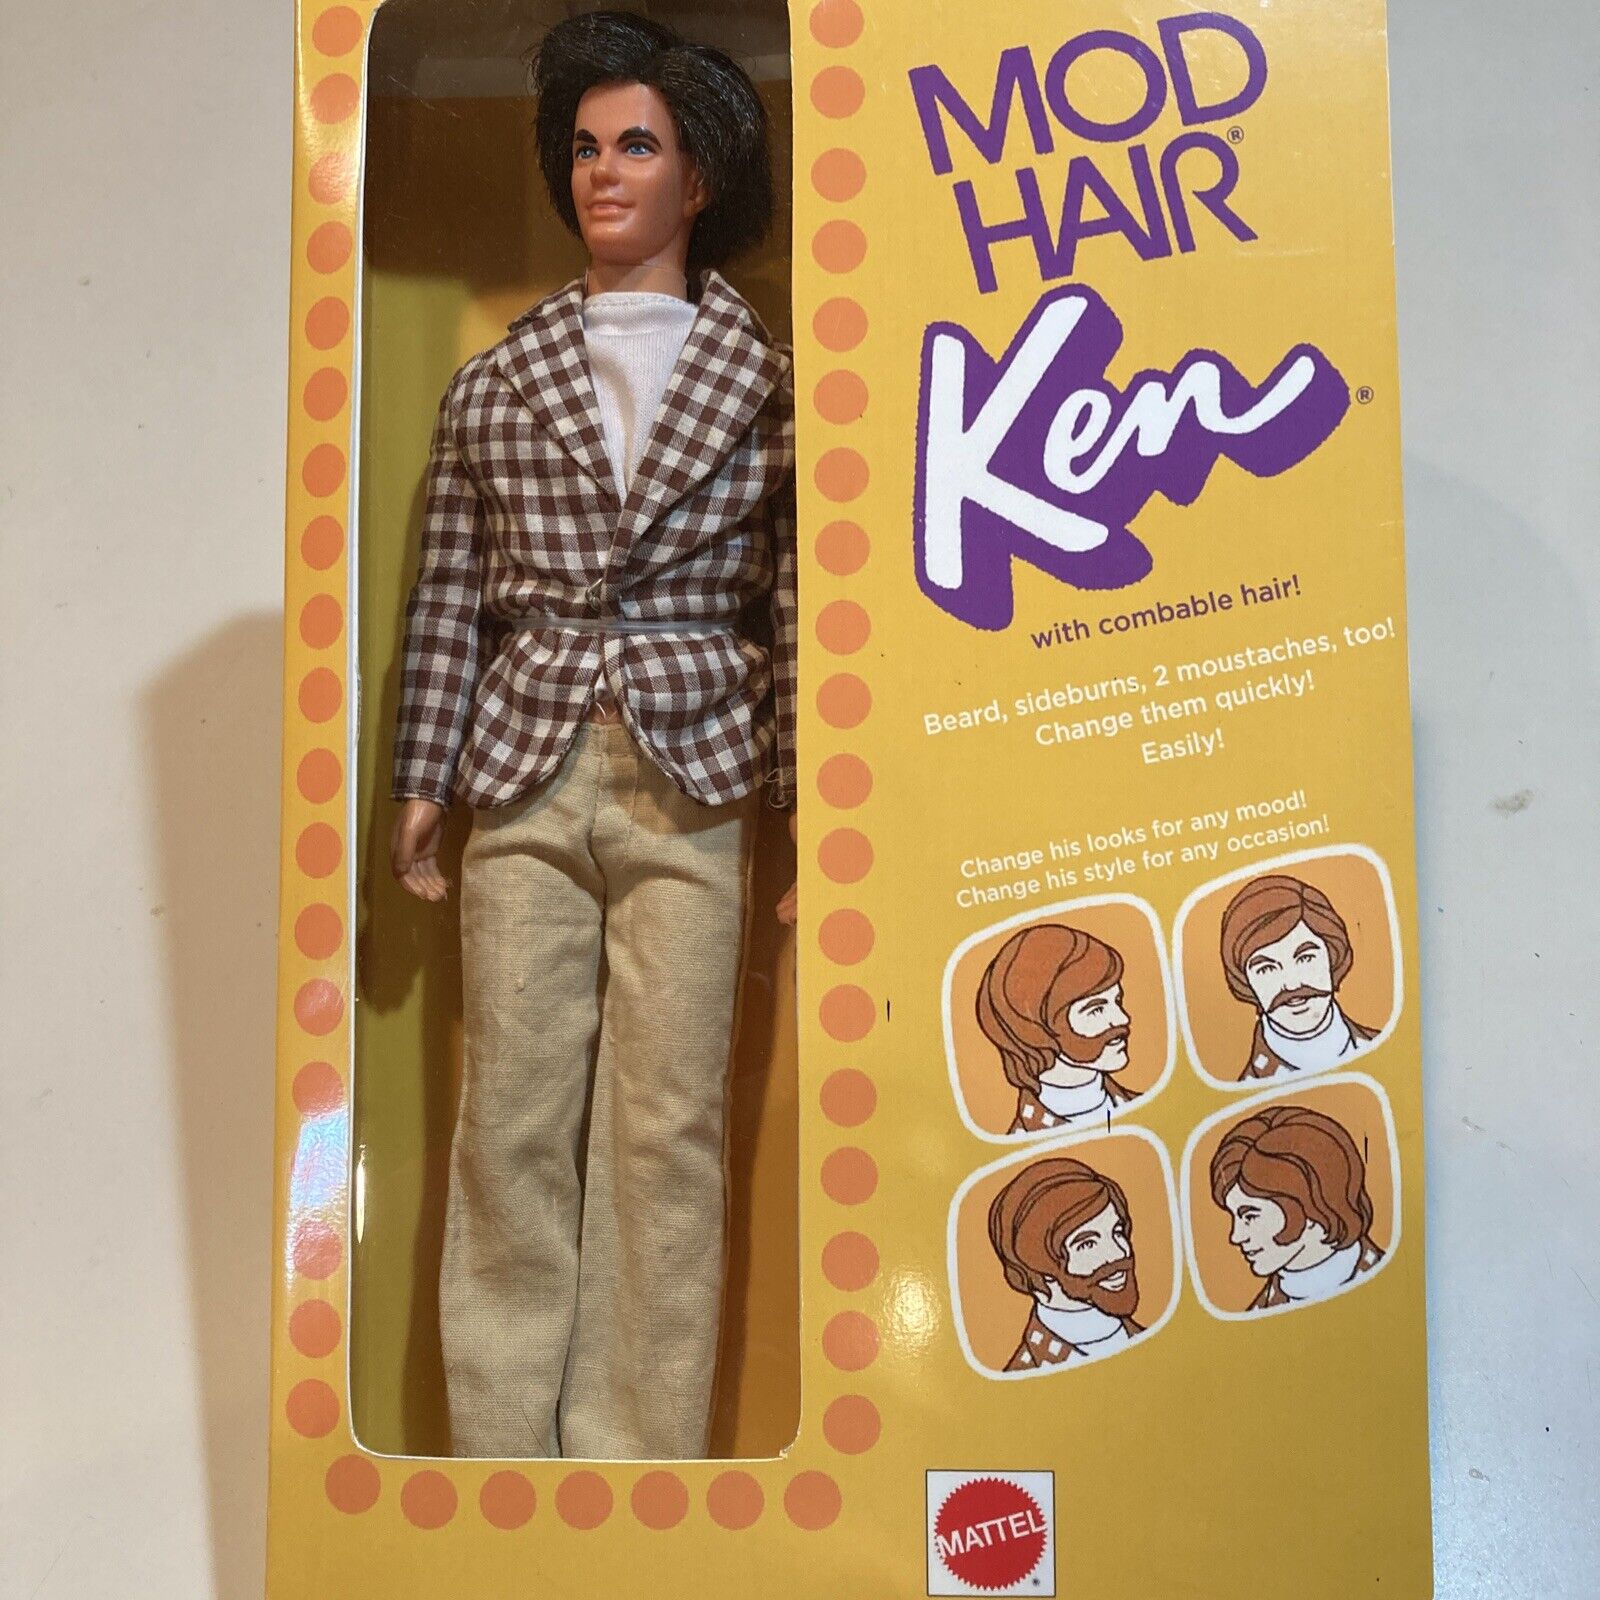 MOD
HAIR®
Ken®
with combable hair!
Beard, sideburns, 2 moustaches, too!
Change them quickly!
Easily!
Change his looks for any mood!
Change his style for any occasion!
MATTEL®